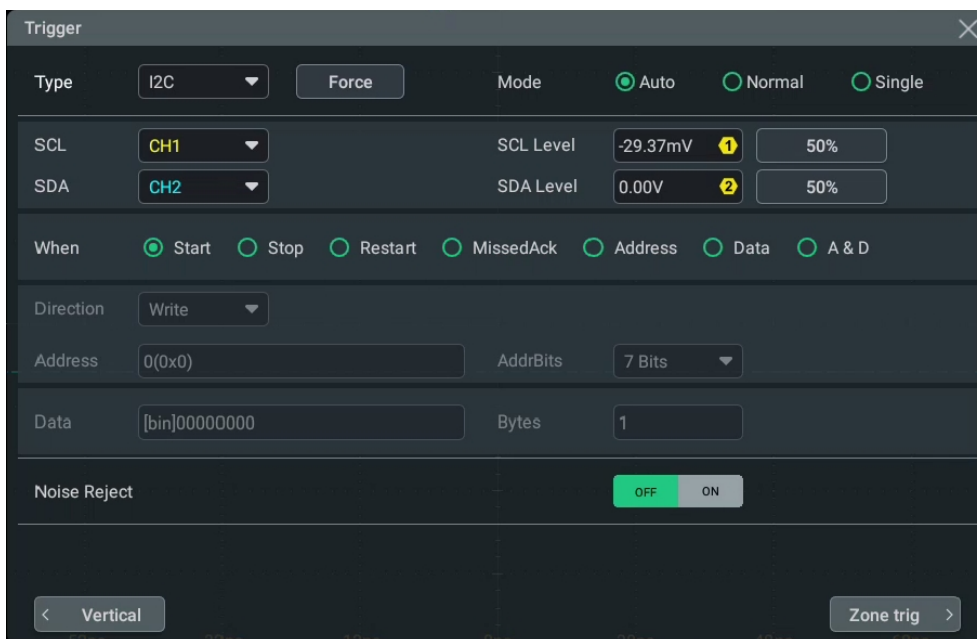 Trigger
Type I2C Force Mode Auto Normal Single
SCL CH1 SCL Level -29.37mV 1 50%
SDA CH2 SDA Level 0.00V 2 50%
When Start Stop Restart MissedAck Address Data A & D
Direction Write
Address 0(0x0) AddrBits 7 Bits
Data [bin]00000000 Bytes 1
Noise Reject OFF ON
< Vertical Zone trig >